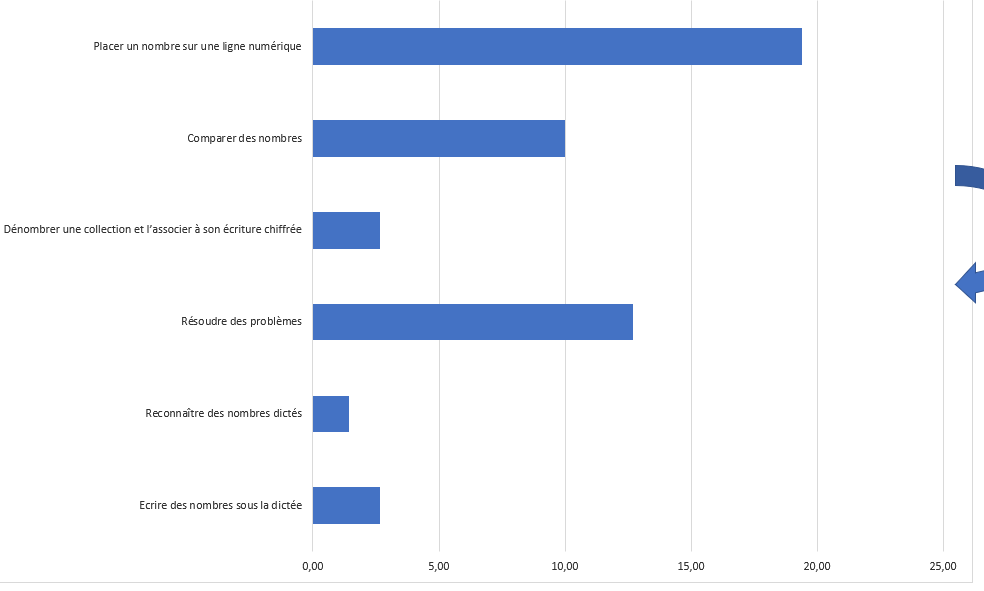 Placer un nombre sur une ligne numérique
Comparer des nombres
Dénombrer une collection et l'associer à son écriture chiffrée
Résoudre des problèmes
Reconnaître des nombres dictés
Ecrire des nombres sous la dictée
0,00 5,00 10,00 15,00 20,00 25,00